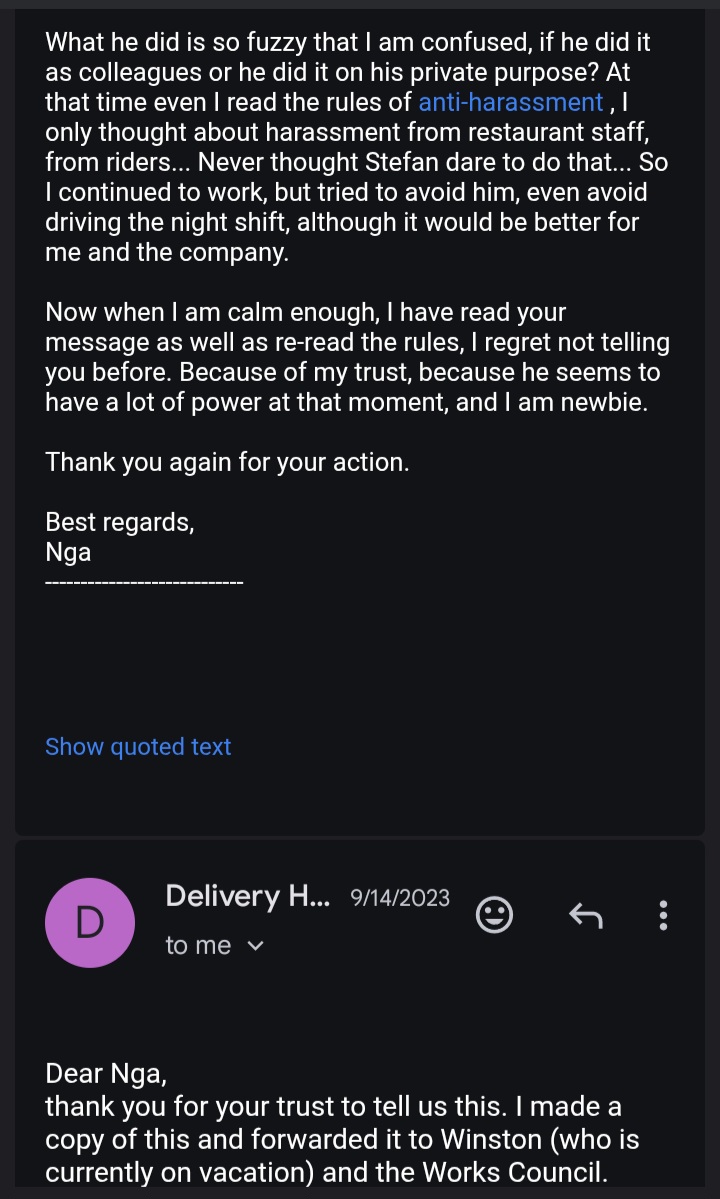 What he did is so fuzzy that I am confused, if he did it
as colleagues or he did it on his private purpose? At
that time even I read the rules of anti-harassment , I
only thought about harassment from restaurant staff,
from riders... Never thought Stefan dare to do that... So
I continued to work, but tried to avoid him, even avoid
driving the night shift, although it would be better for
me and the company.
Now when I am calm enough, I have read your
message as well as re-read the rules, I regret not telling
you before. Because of my trust, because he seems to
have a lot of power at that moment, and I am newbie.
Thank you again for your action.
Best regards,
Nga
----------------------------
Show quoted text
D
Delivery H... 9/14/2023
to me
Dear Nga,
thank you for your trust to tell us this. I made a
copy of this and forwarded it to Winston (who is
currently on vacation) and the Works Council.